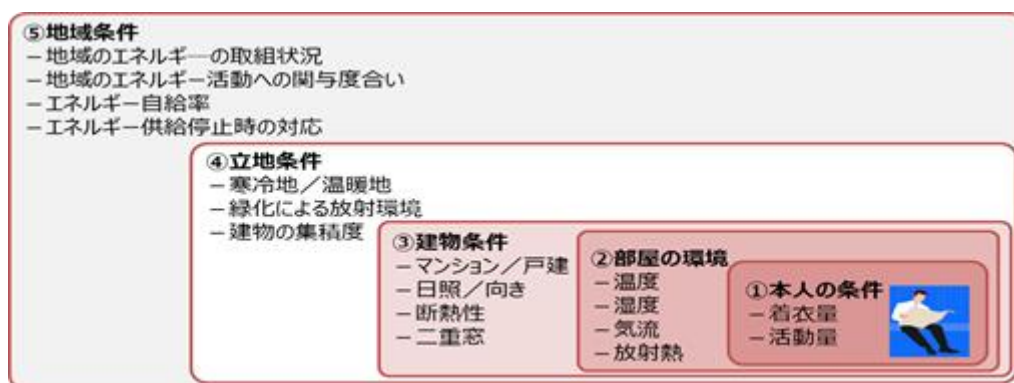 ⑤地域条件
－地域のエネルギーの取組状況
－地域のエネルギー活動への関与度合い
－エネルギー自給率
－エネルギー供給停止時の対応
④立地条件
－寒冷地／温暖地
－緑化による放射環境
－建物の集積度
③建物条件
－マンション／戸建
－日照／向き
－断熱性
－二重窓
②部屋の環境
－温度
－湿度
－気流
－放射熱
①本人の条件
－着衣量
－活動量